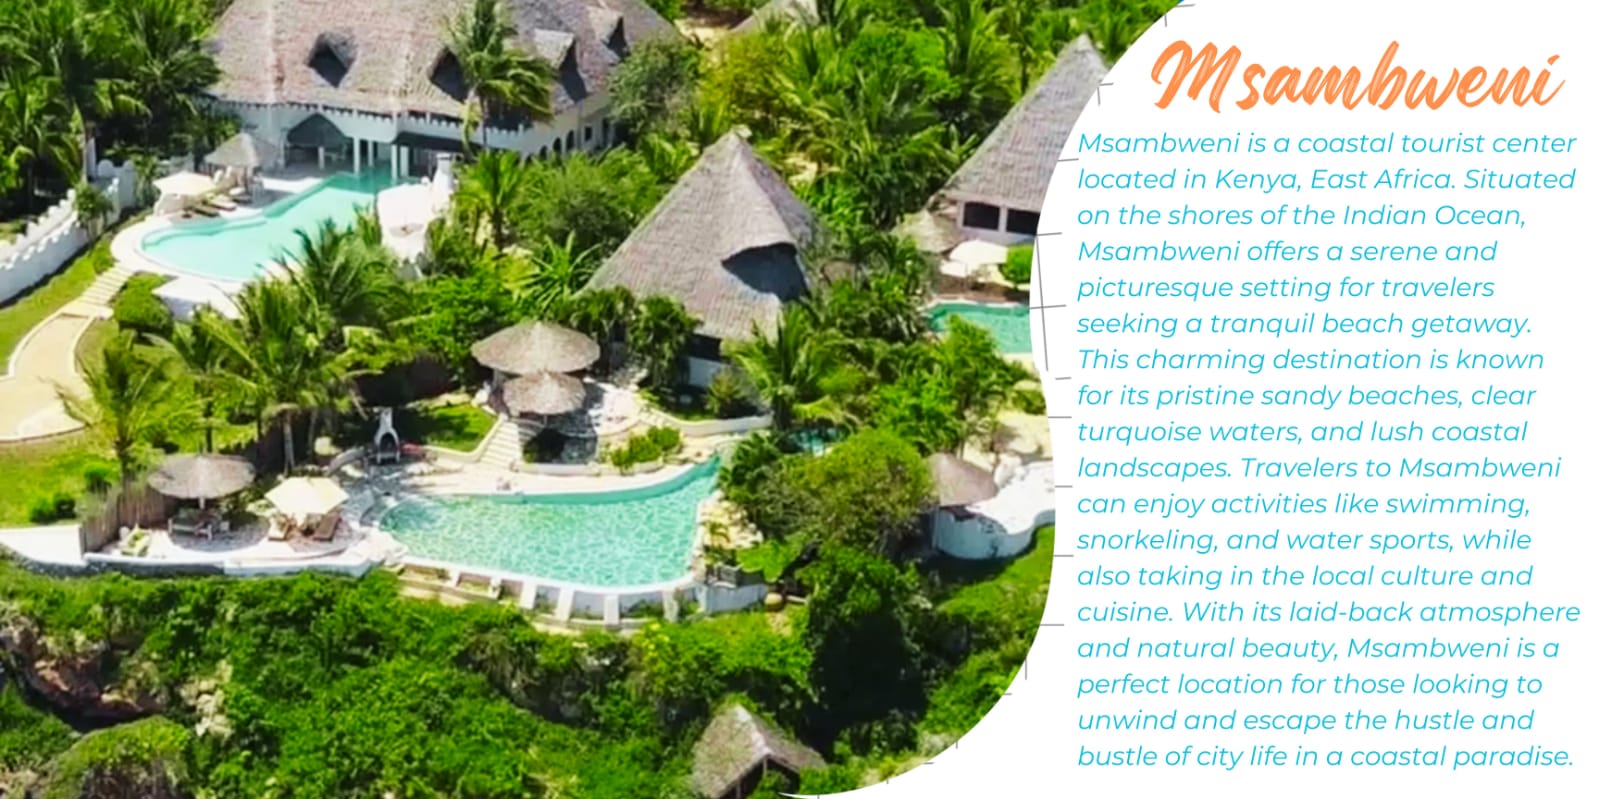 Msambweni
Msambweni is a coastal tourist center
located in Kenya, East Africa. Situated
on the shores of the Indian Ocean,
Msambweni offers a serene and
picturesque setting for travelers
seeking a tranquil beach getaway.
This charming destination is known
for its pristine sandy beaches, clear
turquoise waters, and lush coastal
landscapes. Travelers to Msambweni
can enjoy activities like swimming,
snorkeling, and water sports, while
also taking in the local culture and
cuisine. With its laid-back atmosphere
and natural beauty, Msambweni is a
perfect location for those looking to
unwind and escape the hustle and
bustle of city life in a coastal paradise.